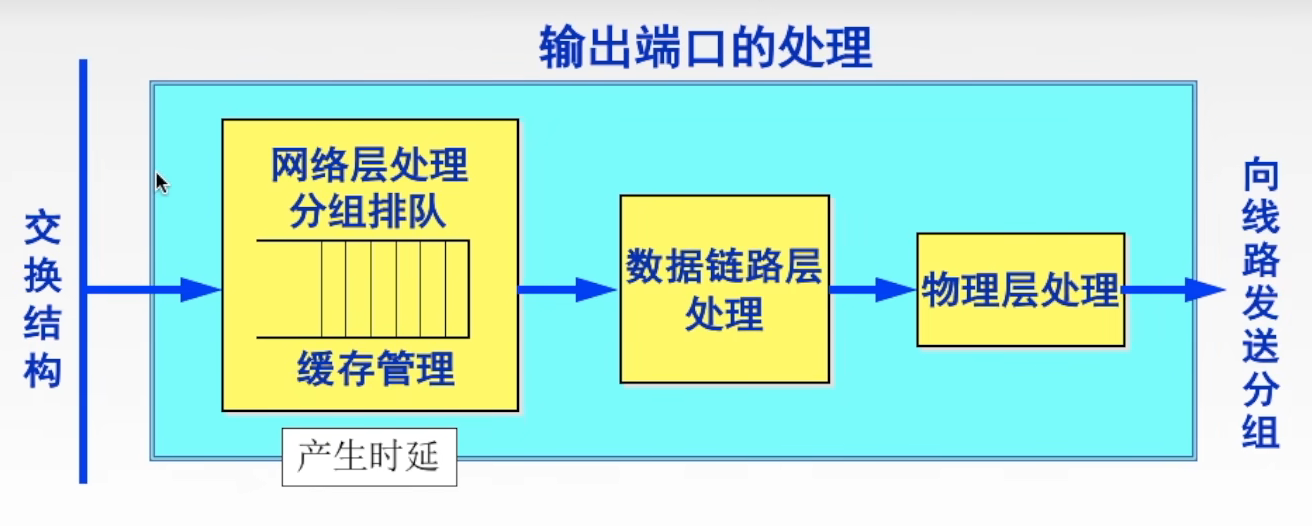 输出端口的处理
交换结构
网络层处理
分组排队
缓存管理
产生时延
数据链路层
处理
物理层处理
向线路发送分组